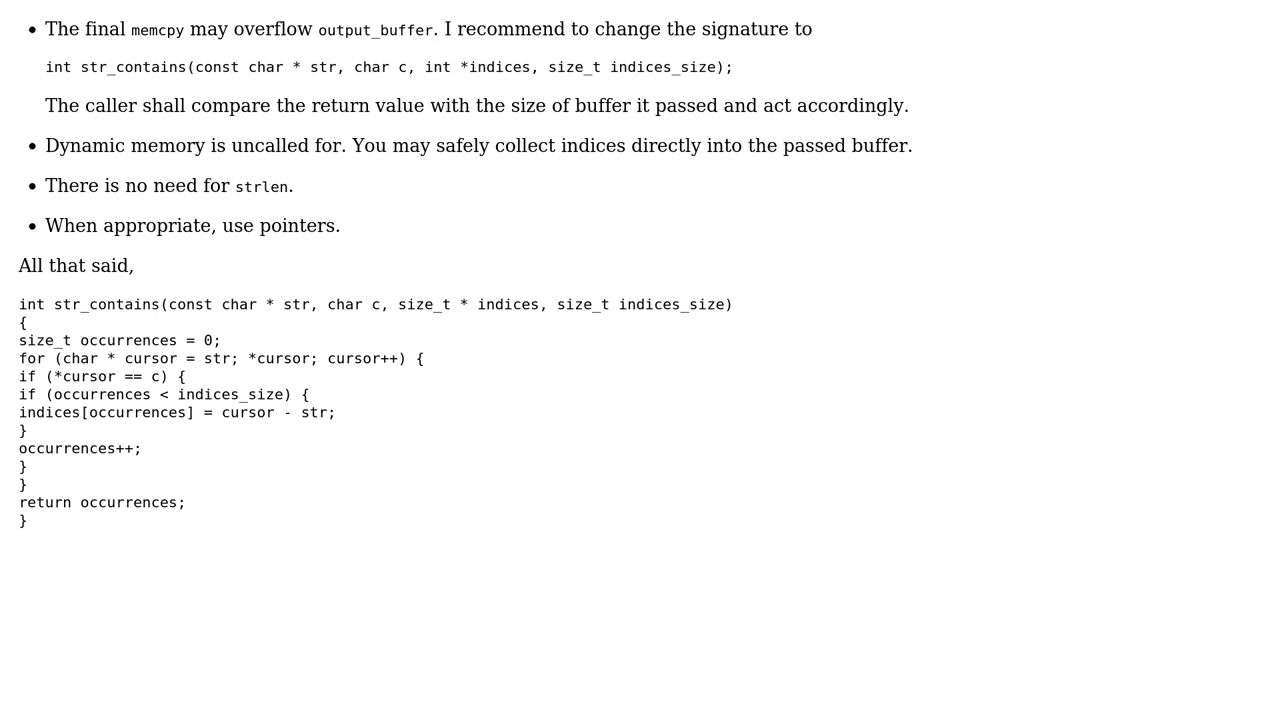 The final memcpy may overflow output_buffer. I recommend to change the signature to
int str_contains(const char * str, char c, int *indices, size_t indices_size);
The caller shall compare the return value with the size of buffer it passed and act accordingly.
Dynamic memory is uncalled for. You may safely collect indices directly into the passed buffer.
There is no need for strlen.
When appropriate, use pointers.
All that said,
int str_contains(const char * str, char c, size_t * indices, size_t indices_size)
{
size_t occurrences = 0;
for (char * cursor = str; *cursor; cursor++) {
if (*cursor == c) {
if (occurrences < indices_size) {
indices[occurrences] = cursor - str;
}
occurrences++;
}
}
return occurrences;
}